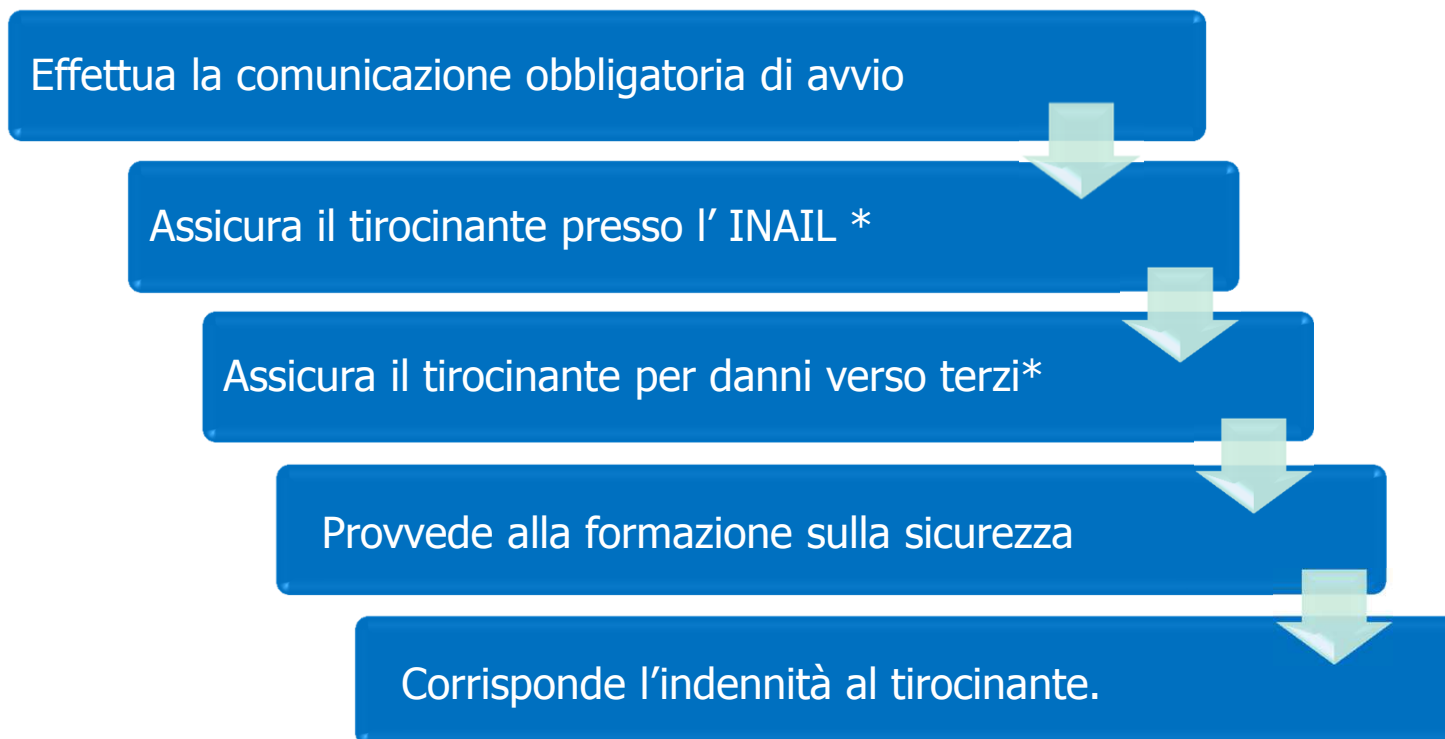 Effettua la comunicazione obbligatoria di avvio
Assicura il tirocinante presso l’ INAIL *
Assicura il tirocinante per danni verso terzi*
Provvede alla formazione sulla sicurezza
Corrisponde l’indennità al tirocinante.